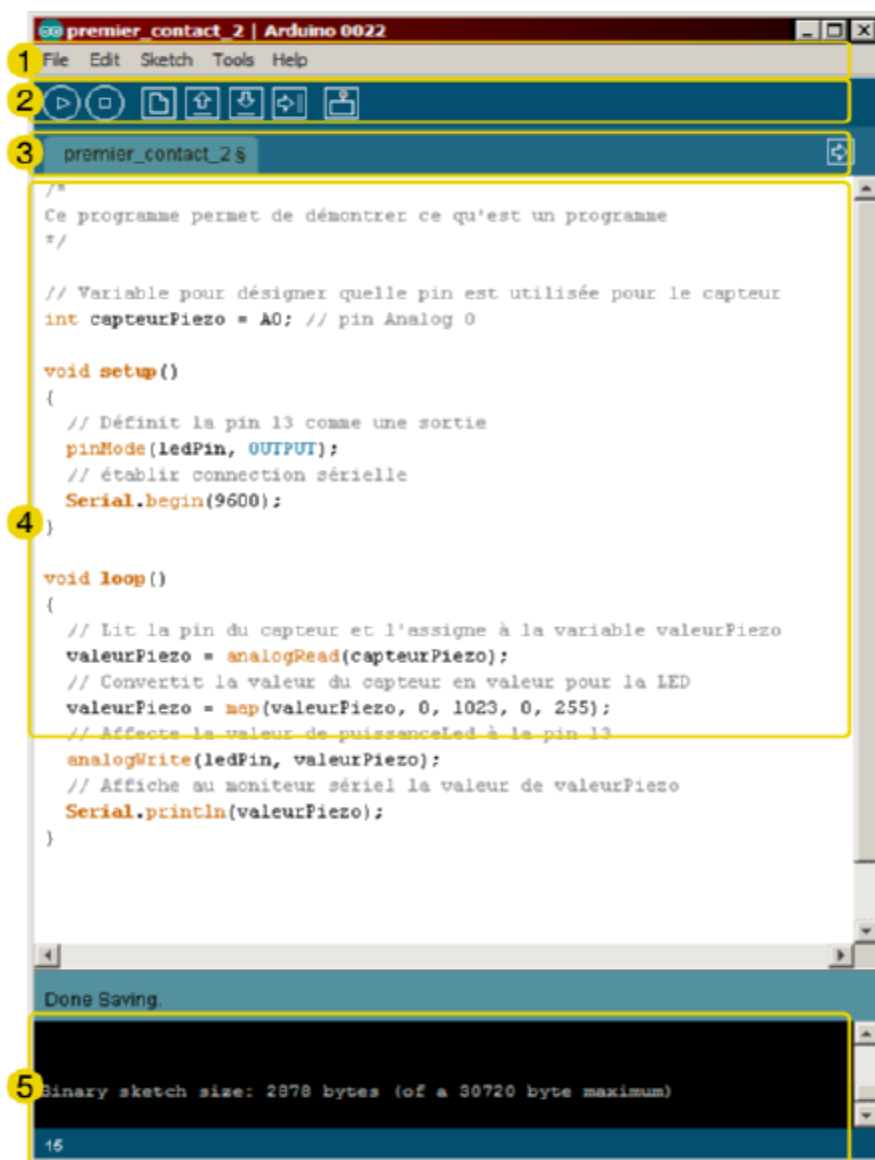 premier_contact_2 | Arduino 0022
1 File Edit Sketch Tools Help
2
3 premier_contact_2 §
/*
Ce programme permet de démontrer ce qu'est un programme
*/
// Variable pour désigner quelle pin est utilisée pour le capteur
int capteurPiezo = A0; // pin Analog 0
void setup()
{
// Définit la pin 13 comme une sortie
pinMode(ledPin, OUTPUT);
// établir connection sérielle
Serial.begin(9600);
4 }
void loop()
{
// Lit la pin du capteur et l'assigne à la variable valeurPiezo
valeurPiezo = analogRead(capteurPiezo);
// Convertit la valeur du capteur en valeur pour la LED
valeurPiezo = map(valeurPiezo, 0, 1023, 0, 255);
// Affecte la valeur de puissanceLed à la pin 13
analogWrite(ledPin, valeurPiezo);
// Affiche au moniteur sériel la valeur de valeurPiezo
Serial.println(valeurPiezo);
}
Done Saving.
5 Binary sketch size: 2878 bytes (of a 30720 byte maximum)
15